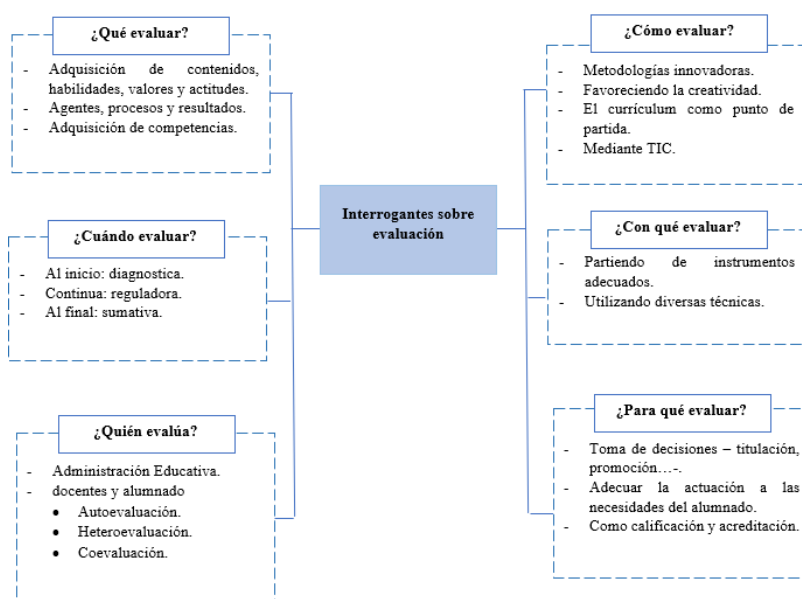 ¿Qué evaluar?
- Adquisición de contenidos,
habilidades, valores y actitudes.
- Agentes, procesos y resultados.
- Adquisición de competencias.
¿Cuándo evaluar?
- Al inicio: diagnostica.
- Continua: reguladora.
- Al final: sumativa.
¿Quién evalúa?
- Administración Educativa.
- docentes y alumnado
• Autoevaluación.
• Heteroevaluación.
• Coevaluación.
Interrogantes sobre
evaluación
¿Cómo evaluar?
- Metodologías innovadoras.
- Favoreciendo la creatividad.
- El currículum como punto de
partida.
- Mediante TIC.
¿Con qué evaluar?
- Partiendo de instrumentos
adecuados.
- Utilizando diversas técnicas.
¿Para qué evaluar?
- Toma de decisiones – titulación,
promoción…-.
- Adecuar la actuación a las
necesidades del alumnado.
- Como calificación y acreditación.